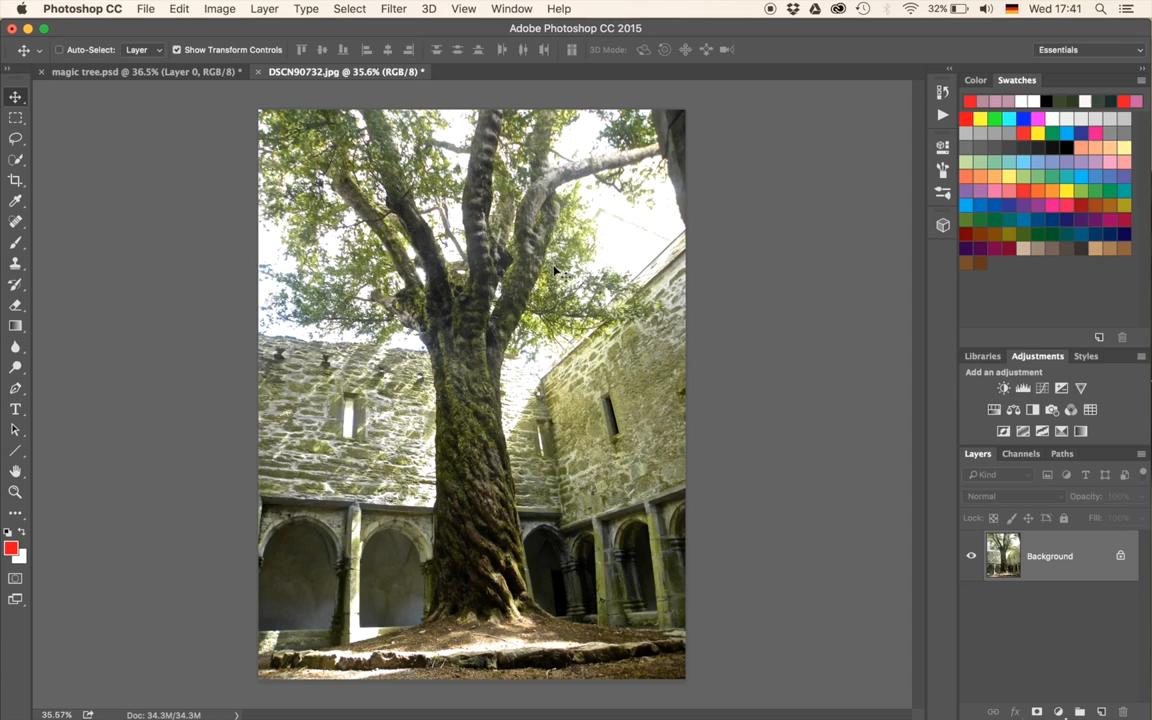 Photoshop CC File Edit Image Layer Type Select Filter 3D View Window Help 32% Wed 17:41
Adobe Photoshop CC 2015
Auto-Select: Layer Show Transform Controls 3D Mode: Essentials
magic tree.psd @ 36.5% (Layer 0, RGB/8) * DSCN90732.jpg @ 35.6% (RGB/8) *
Color Swatches
Libraries Adjustments Styles
Add an adjustment
Layers Channels Paths
Kind
Normal Opacity: 100%
Lock: Fill: 100%
Background
fx
35.57% Doc: 34.3M/34.3M